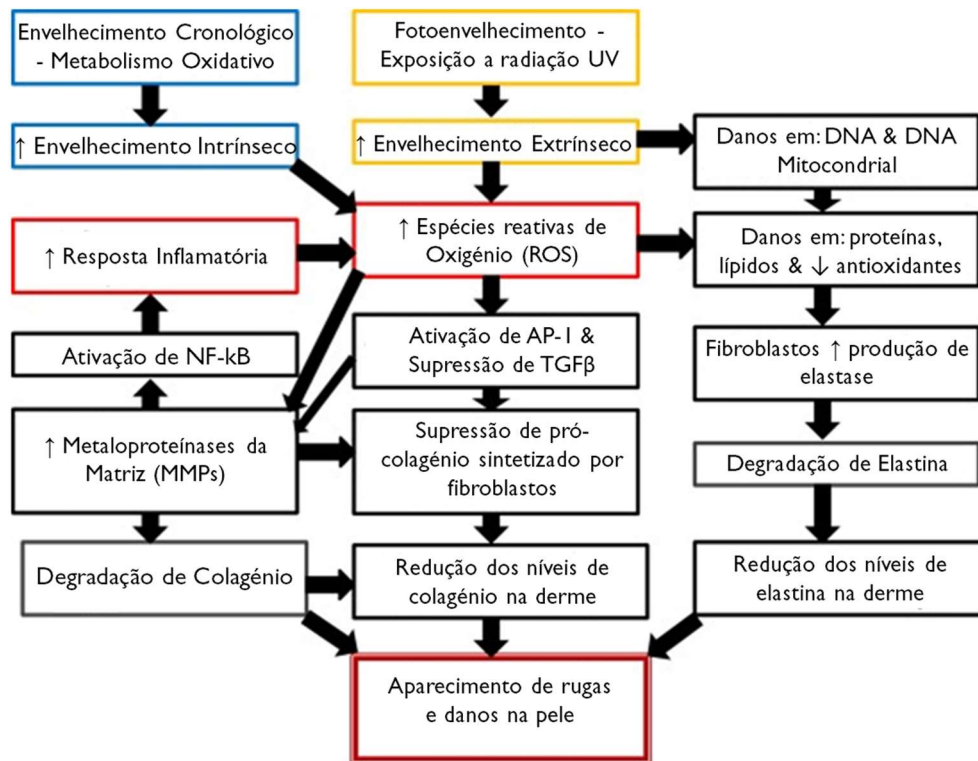 Envelhecimento Cronológico
- Metabolismo Oxidativo
Fotoenvelhecimento -
Exposição a radiação UV
↑ Envelhecimento Intrínseco
↑ Envelhecimento Extrínseco
Danos em: DNA & DNA
Mitocondrial
↑ Resposta Inflamatória
↑ Espécies reativas de
Oxigénio (ROS)
Danos em: proteínas,
lípidos & ↓ antioxidantes
Ativação de NF-kB
Ativação de AP-1 &
Supressão de TGFβ
Fibroblastos ↑ produção de
elastase
↑ Metaloproteínases da
Matriz (MMPs)
Supressão de pró-
colagénio sintetizado por
fibroblastos
Degradação de Elastina
Degradação de Colagénio
Redução dos níveis de
colagénio na derme
Redução dos níveis de
elastina na derme
Aparecimento de rugas
e danos na pele